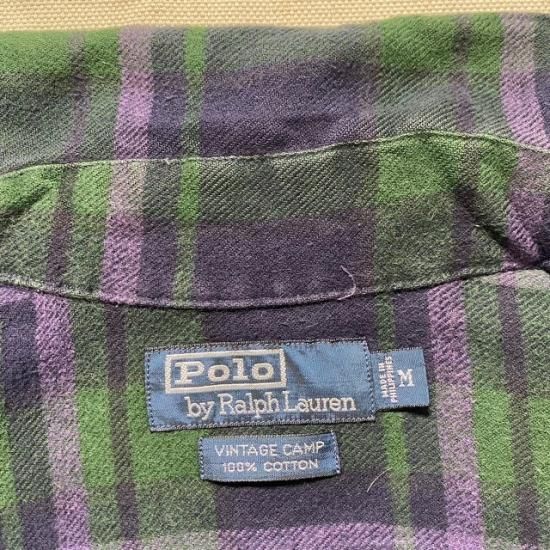 Polo
by Ralph Lauren
MADE IN
PHILIPPINES
M
VINTAGE CAMP
100% COTTON